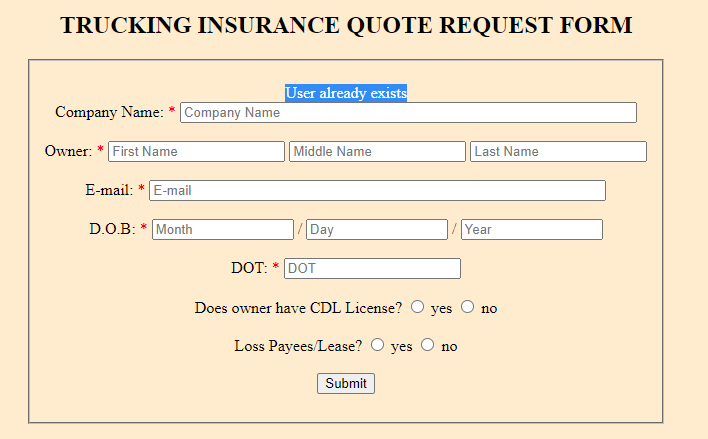 TRUCKING INSURANCE QUOTE REQUEST FORM
User already exists
Company Name: * Company Name
Owner: * First Name Middle Name Last Name
E-mail: * E-mail
D.O.B: * Month / Day / Year
DOT: * DOT
Does owner have CDL License? yes no
Loss Payees/Lease? yes no
Submit